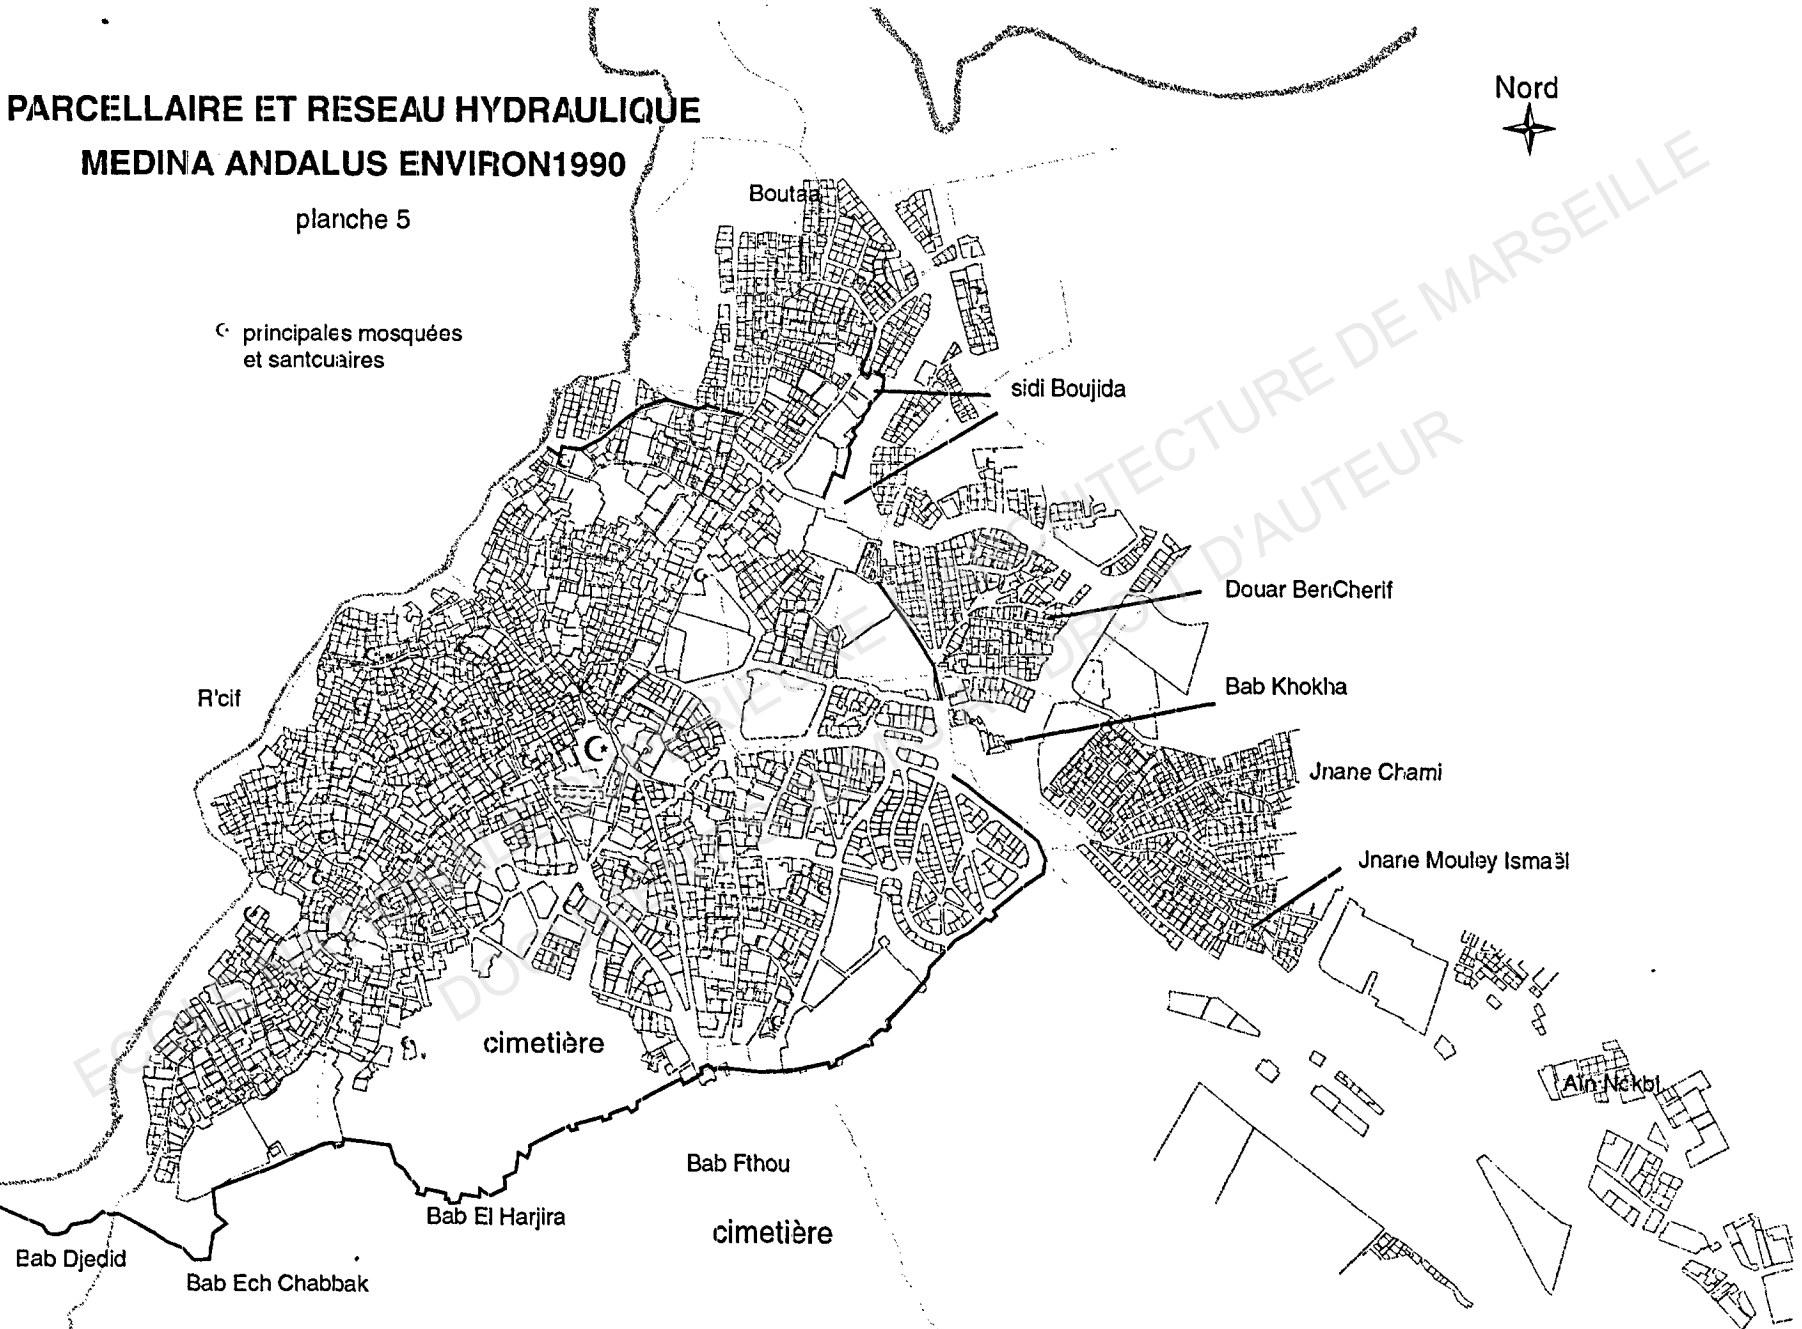 PARCELLAIRE ET RESEAU HYDRAULIQUE
MEDINA ANDALUS ENVIRON1990
planche 5
Nord
principales mosquées
et santcuaires
Boutaa
sidi Boujida
Douar BenCherif
R'cif
Bab Khokha
Jnane Chami
Jnane Mouley Ismaël
cimetière
Aïn Nokbi
Bab Fthou
Bab El Harjira
cimetière
Bab Djedid
Bab Ech Chabbak